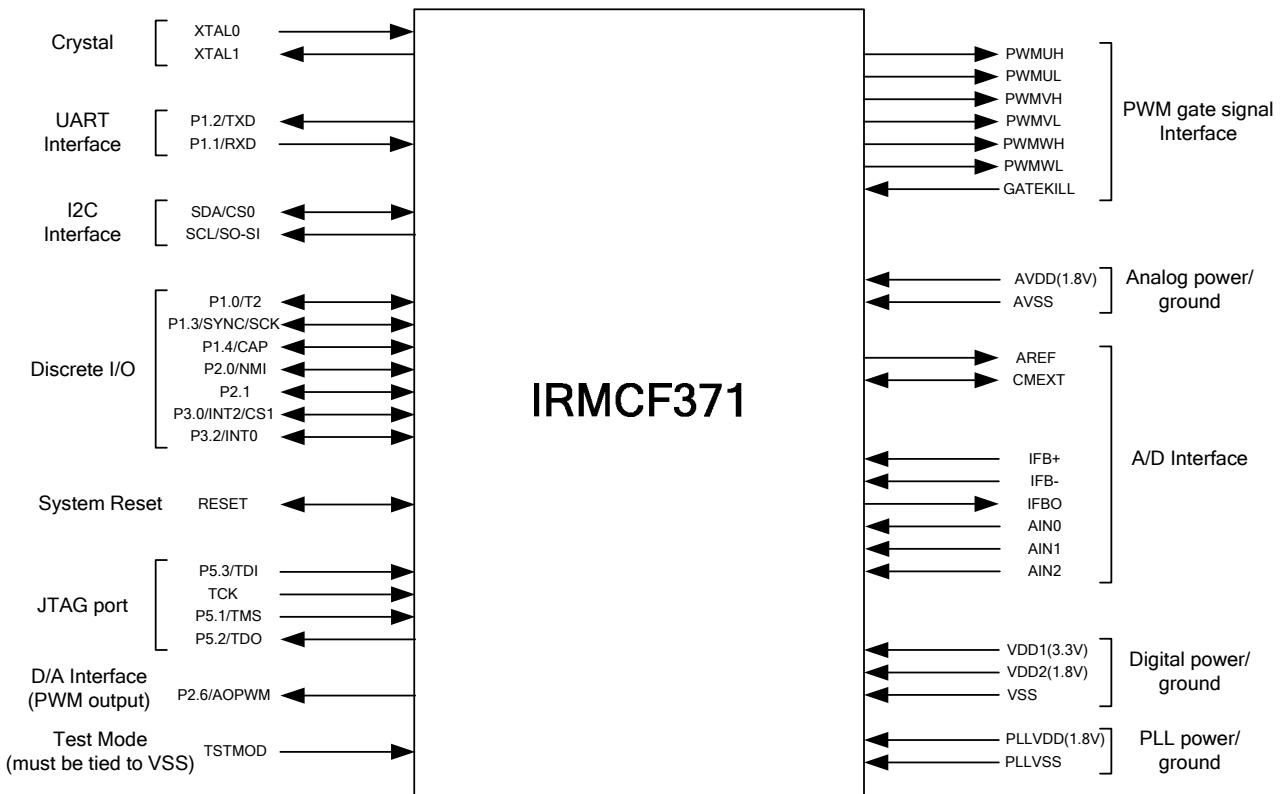 Crystal
XTAL0
XTAL1
UART
Interface
P1.2/TXD
P1.1/RXD
I2C
Interface
SDA/CS0
SCL/SO-SI
Discrete I/O
P1.0/T2
P1.3/SYNC/SCK
P1.4/CAP
P2.0/NMI
P2.1
P3.0/INT2/CS1
P3.2/INT0
System Reset
RESET
JTAG port
P5.3/TDI
TCK
P5.1/TMS
P5.2/TDO
D/A Interface
(PWM output)
P2.6/AOPWM
Test Mode
(must be tied to VSS)
TSTMOD
IRMCF371
PWMUH
PWMUL
PWMVH
PWMVL
PWMWH
PWMWL
GATEKILL
PWM gate signal
Interface
AVDD(1.8V)
AVSS
Analog power/
ground
AREF
CMEXT
IFB+
IFB-
IFBO
AIN0
AIN1
AIN2
A/D Interface
VDD1(3.3V)
VDD2(1.8V)
VSS
Digital power/
ground
PLLVDD(1.8V)
PLLVSS
PLL power/
ground